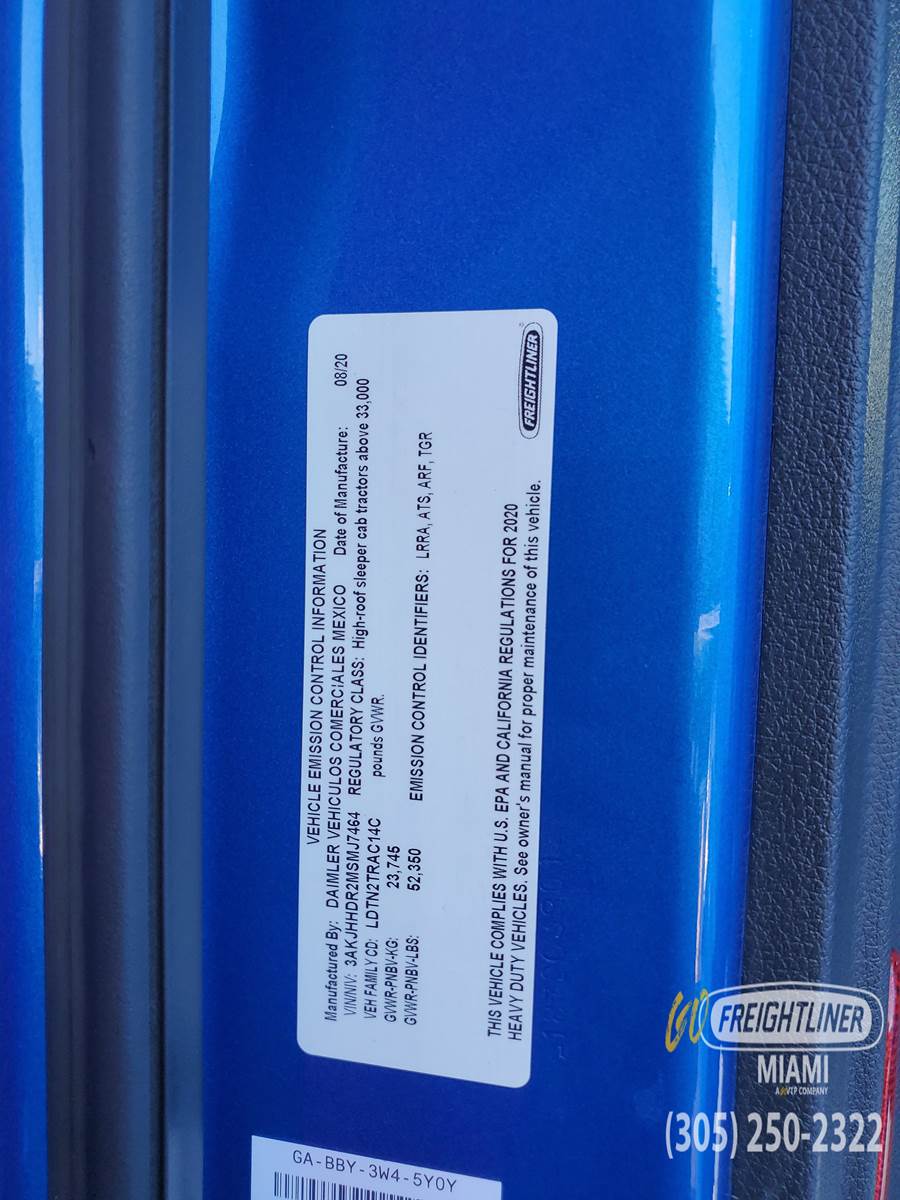 VEHICLE EMISSION CONTROL INFORMATION
Manufactured By: DAIMLER VEHICULOS COMERCIALES MEXICO Date of Manufacture: 08/20
VIN/NIV: 3AKJHHDR2MSMJ7464 REGULATORY CLASS: High-roof sleeper cab tractors above 33,000
VEH FAMILY CD: LDTN2TRAC14C pounds GVWR.
GVWR-PNBV-KG: 23,745
GVWR-PNBV-LBS: 52,350 EMISSION CONTROL IDENTIFIERS: LRRA, ATS, ARF, TGR
THIS VEHICLE COMPLIES WITH U.S. EPA AND CALIFORNIA REGULATIONS FOR 2020
HEAVY DUTY VEHICLES. See owner's manual for proper maintenance of this vehicle.
FREIGHTLINER
GA-BBY-3W4-5Y0Y
GO FREIGHTLINER
MIAMI
A VTP COMPANY
(305) 250-2322